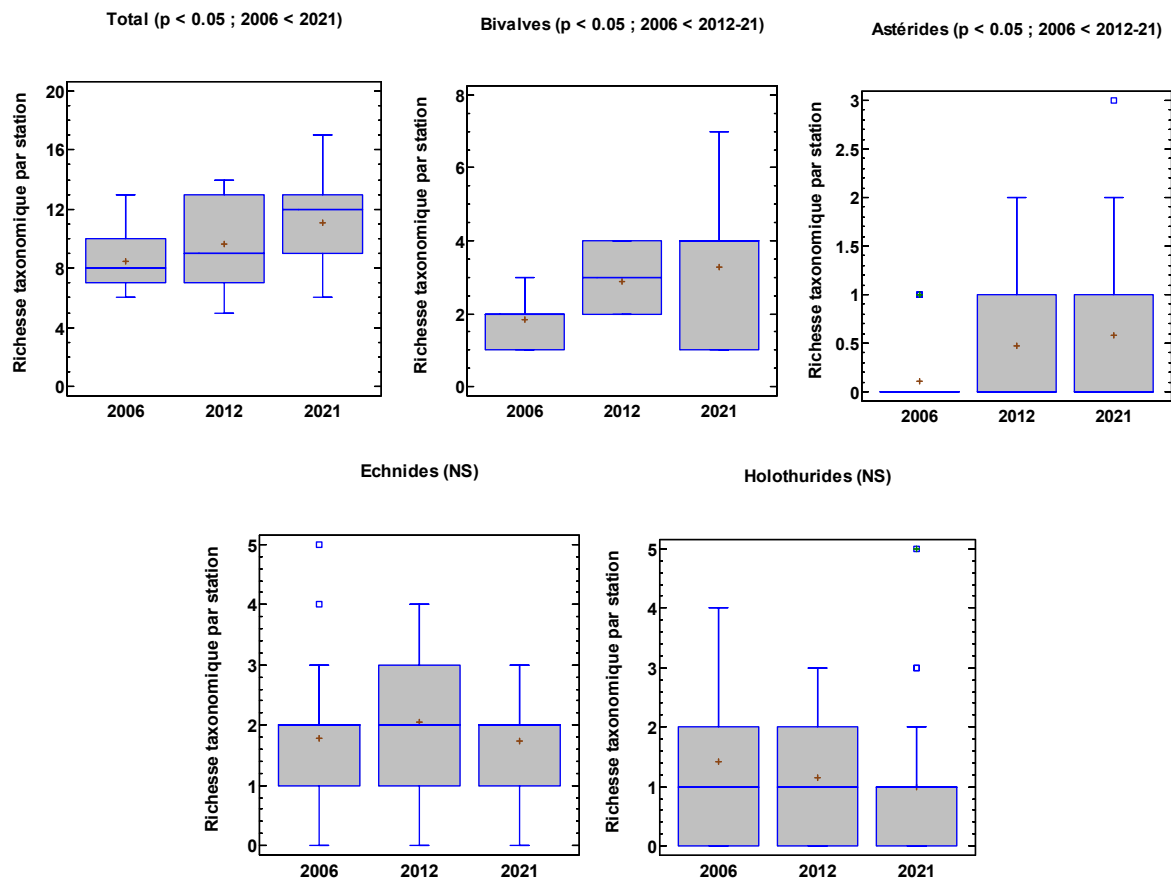 Total (p < 0.05 ; 2006 < 2021)
Richesse taxonomique par station
20
16
12
8
4
0
2006 2012 2021
Bivalves (p < 0.05 ; 2006 < 2012-21)
Richesse taxonomique par station
8
6
4
2
0
2006 2012 2021
Astérides (p < 0.05 ; 2006 < 2012-21)
Richesse taxonomique par station
3
2.5
2
1.5
1
0.5
0
2006 2012 2021
Echnides (NS)
Richesse taxonomique par station
5
4
3
2
1
0
2006 2012 2021
Holothurides (NS)
Richesse taxonomique par station
5
4
3
2
1
0
2006 2012 2021